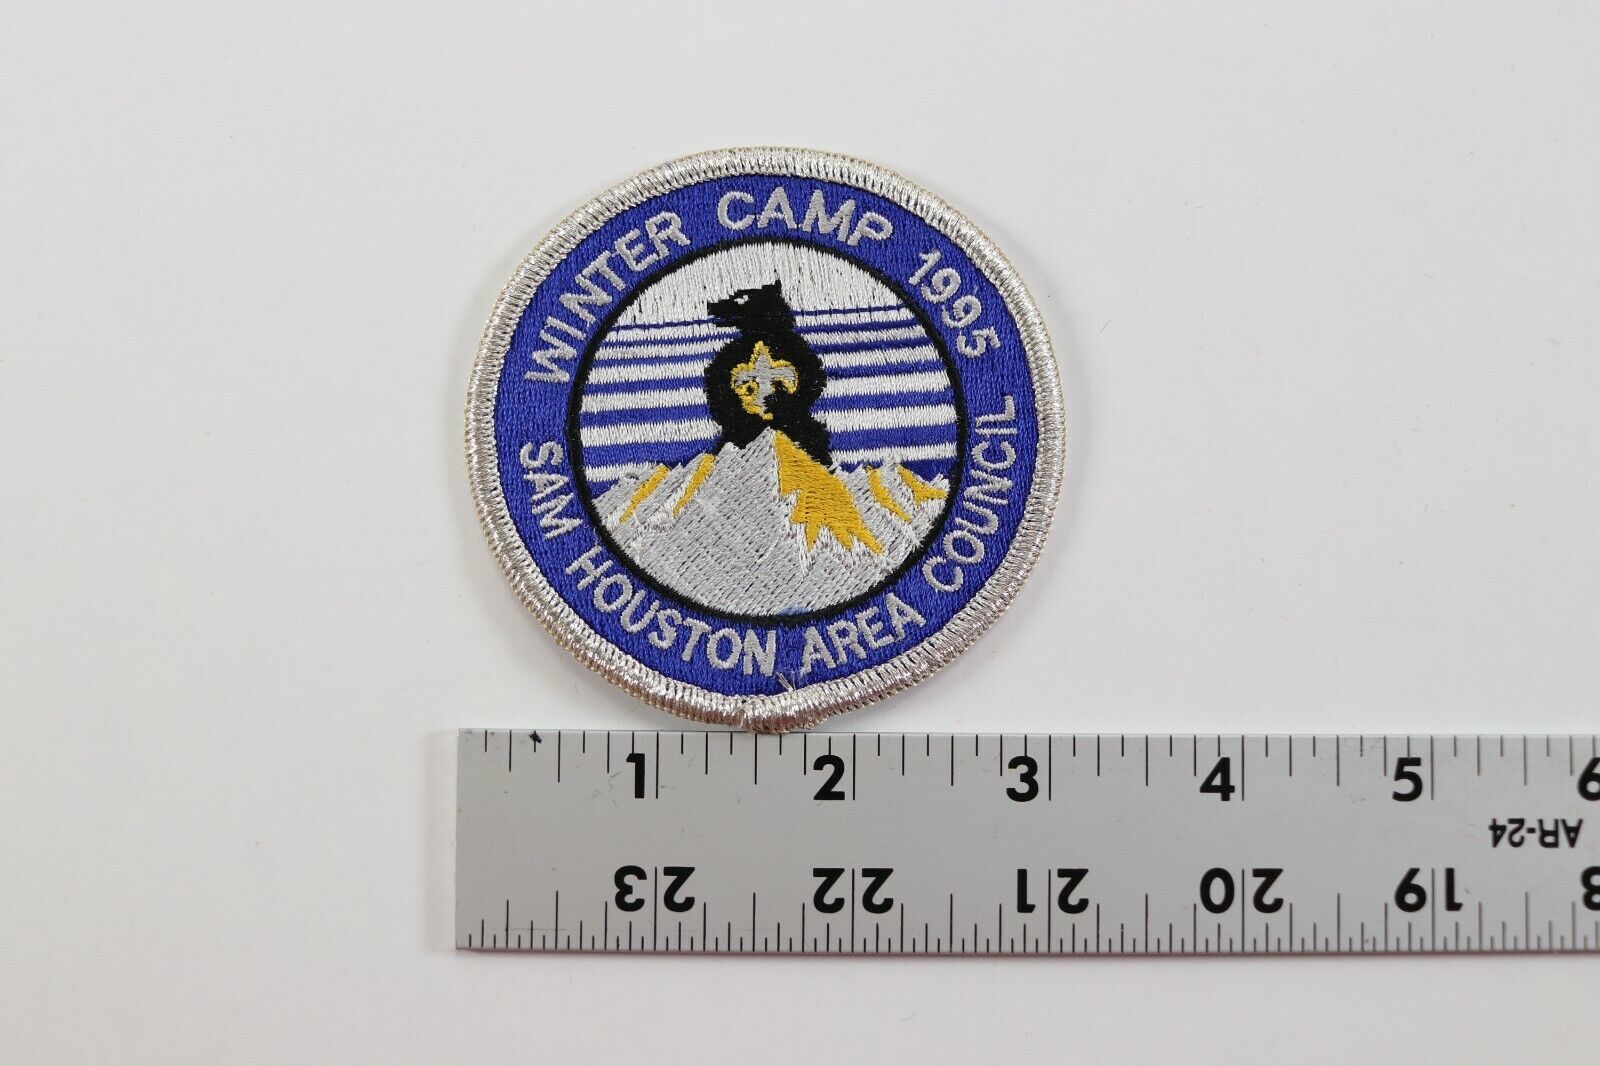 WINTER CAMP 1995
SAM HOUSTON AREA COUNCIL
1 2 3 4 5 6
AR-24
23 22 21 20 19